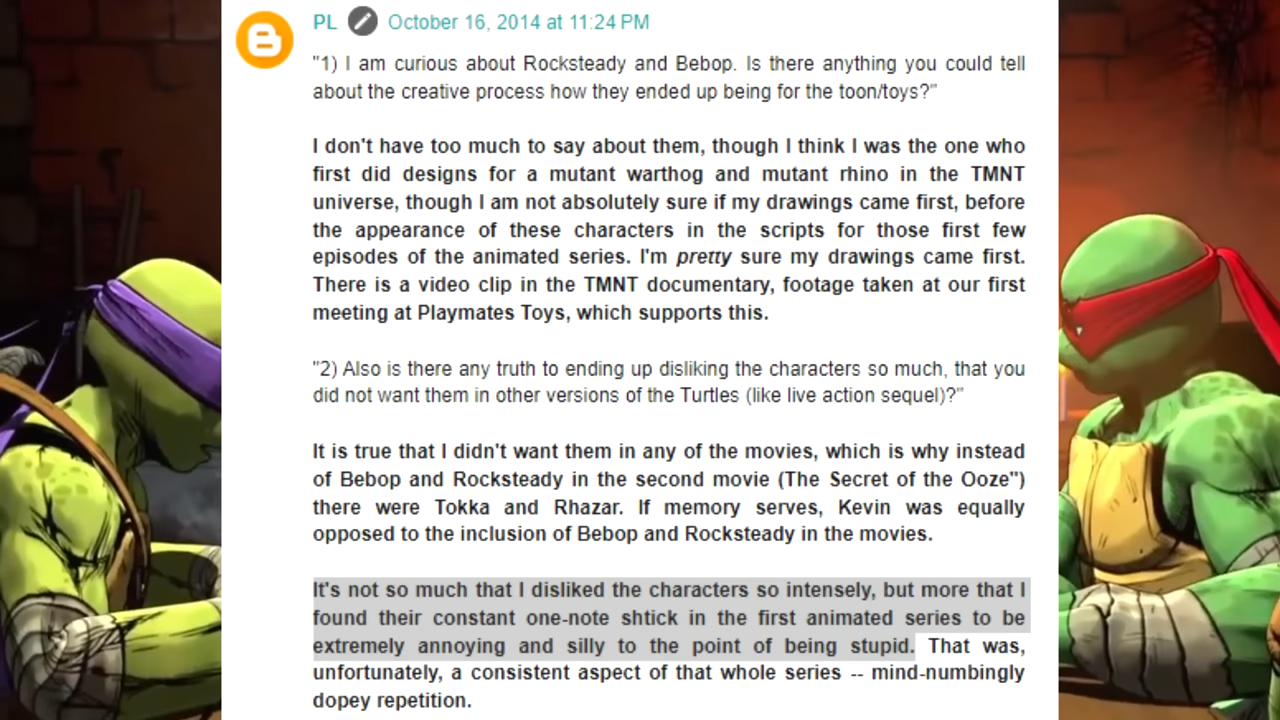 PL October 16, 2014 at 11:24 PM
"1) I am curious about Rocksteady and Bebop. Is there anything you could tell
about the creative process how they ended up being for the toon/toys?"
I don't have too much to say about them, though I think I was the one who
first did designs for a mutant warthog and mutant rhino in the TMNT
universe, though I am not absolutely sure if my drawings came first, before
the appearance of these characters in the scripts for those first few
episodes of the animated series. I'm pretty sure my drawings came first.
There is a video clip in the TMNT documentary, footage taken at our first
meeting at Playmates Toys, which supports this.
"2) Also is there any truth to ending up disliking the characters so much, that you
did not want them in other versions of the Turtles (like live action sequel)?"
It is true that I didn't want them in any of the movies, which is why instead
of Bebop and Rocksteady in the second movie (The Secret of the Ooze")
there were Tokka and Rhazar. If memory serves, Kevin was equally
opposed to the inclusion of Bebop and Rocksteady in the movies.
It's not so much that I disliked the characters so intensely, but more that I
found their constant one-note shtick in the first animated series to be
extremely annoying and silly to the point of being stupid. That was,
unfortunately, a consistent aspect of that whole series -- mind-numbingly
dopey repetition.